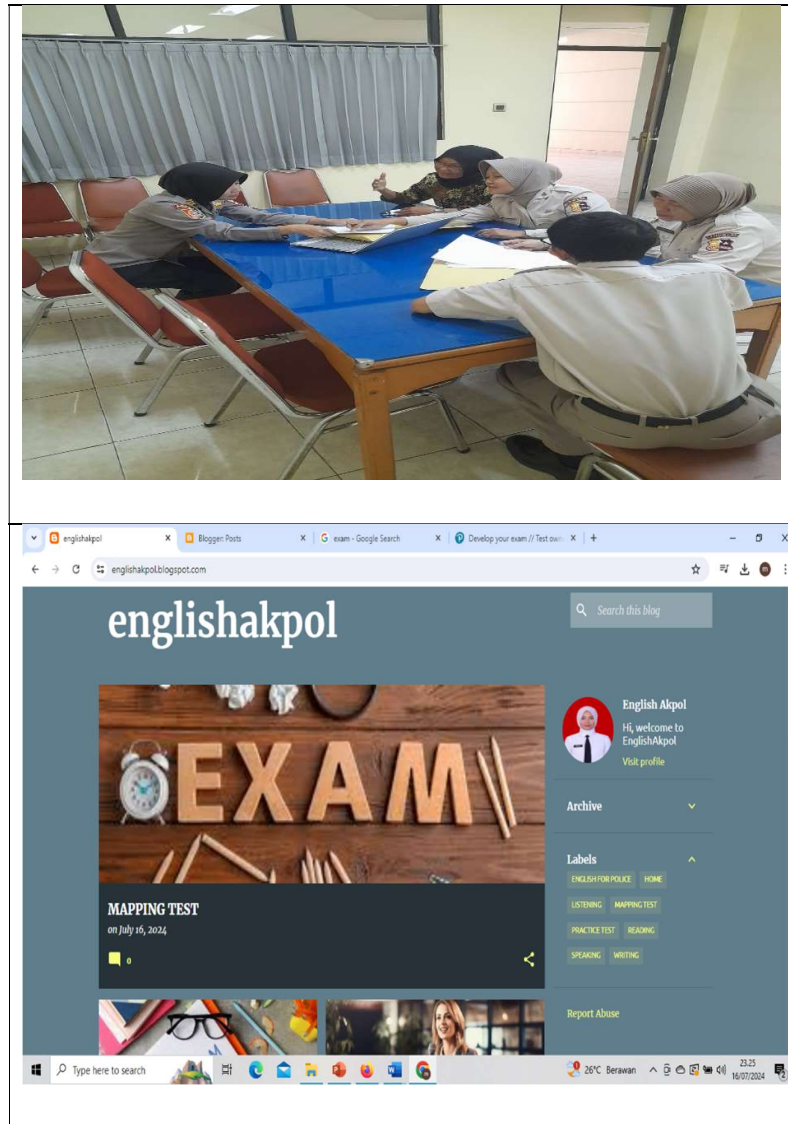 englishakpol
Blogger: Posts
exam - Google Search
Develop your exam // Test own
englishakpol.blogspot.com
englishakpol
Search this blog
EXAM
MAPPING TEST
on July 16, 2024
0
English Akpol
Hi, welcome to
EnglishAkpol
Visit profile
Archive
Labels
ENGLISH FOR POLICE HOME
LISTENING MAPPING TEST
PRACTICE TEST READING
SPEAKING WRITING
Report Abuse
Type here to search
26°C Berawan
23.25
16/07/2024
2